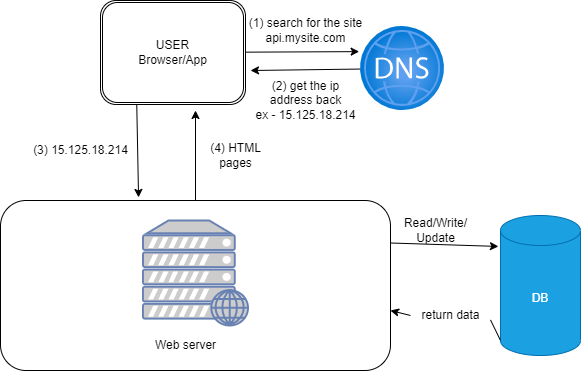 (1) search for the site
api.mysite.com
USER
Browser/App
DNS
(2) get the ip
address back
ex - 15.125.18.214
(3) 15.125.18.214
(4) HTML
pages
Read/Write/
Update
DB
return data
Web server